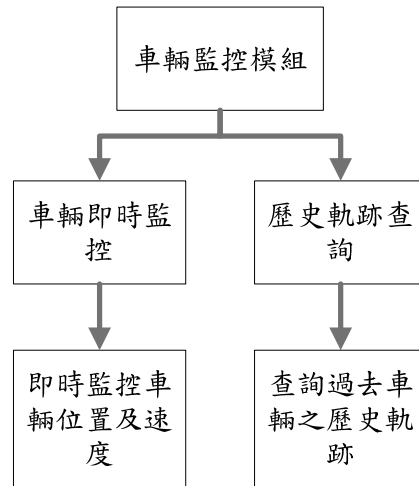 車輛監控模組
車輛即時監
控
歷史軌跡查
詢
即時監控車
輛位置及速
度
查詢過去車
輛之歷史軌
跡